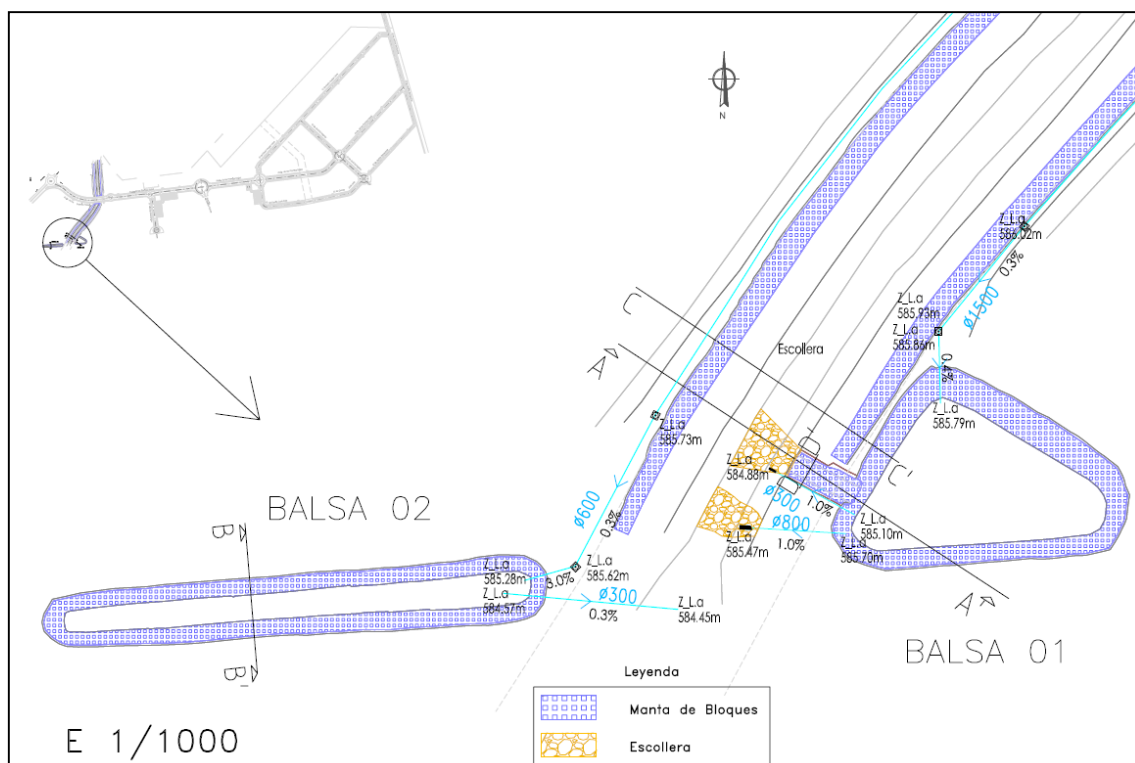 N
Z_L.a
586.02m
0.3%
Ø1500
Z_L.a
585.93m
Z_L.a
585.86m
0.4%
Z_L.a
585.79m
C
Escollera
A
Z_L.a
585.73m
Z_L.a
584.88m
C'
Ø300
1.0%
Ø600
0.3%
BALSA 02
Ø800
Z_L.a
585.10m
Z_L.a
585.47m
1.0%
Z_L.a
585.70m
B
Z_L.a
585.28m
3.0%
Z_L.a
585.62m
Z_L.a
584.57m
Ø300
0.3%
Z_L.a
584.45m
A'
BALSA 01
B'
Leyenda
Manta de Bloques
Escollera
E 1/1000